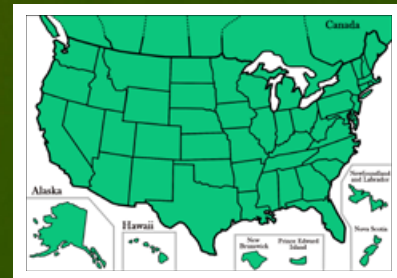 Canada
Alaska
Hawaii
New
Brunswick
Prince Edward
Island
Newfoundland
and Labrador
Nova Scotia